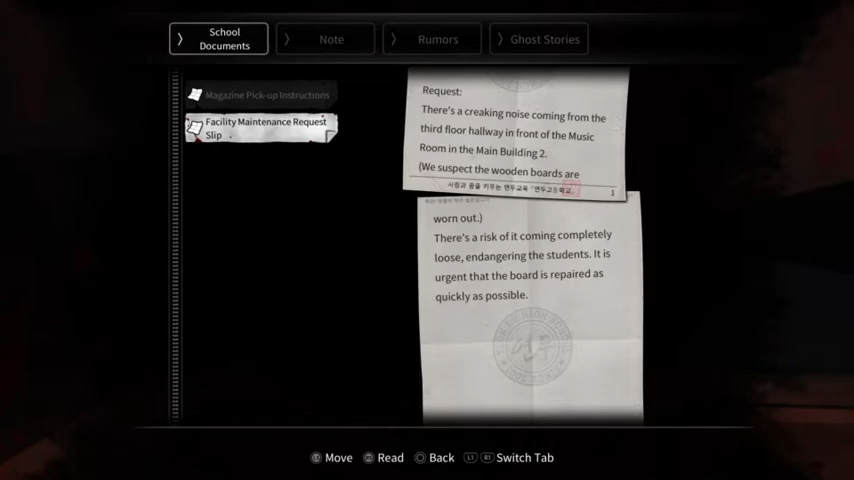 School
Documents
Note
Rumors
Ghost Stories
Magazine Pick-up Instructions
Facility Maintenance Request
Slip
Request:
There's a creaking noise coming from the
third floor hallway in front of the Music
Room in the Main Building 2.
(We suspect the wooden boards are
사랑과 꿈을 키우는 연두교육 「연두고등학교」
1
worn out.)
There's a risk of it coming completely
loose, endangering the students. It is
urgent that the board is repaired as
quickly as possible.
연두
Move
Read
Back
L1
R1
Switch Tab